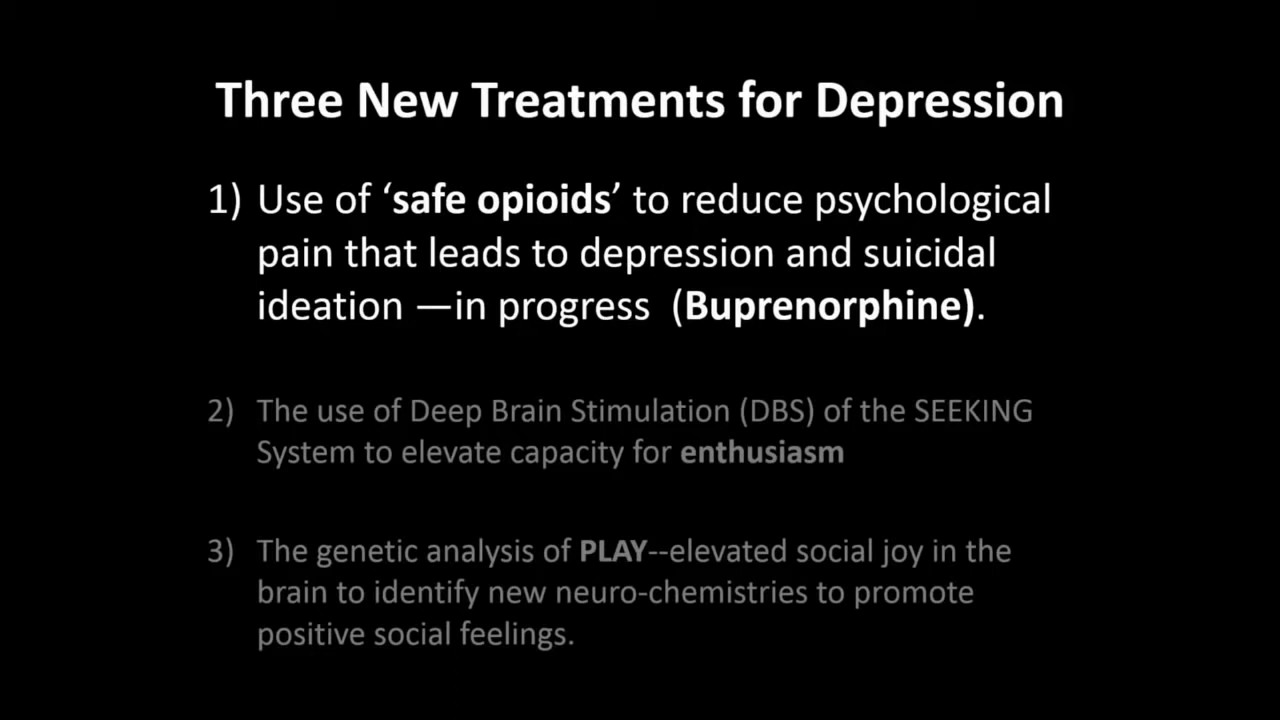 Three New Treatments for Depression
1) Use of ‘safe opioids’ to reduce psychological
pain that leads to depression and suicidal
ideation —in progress  (Buprenorphine).
2) The use of Deep Brain Stimulation (DBS) of the SEEKING
System to elevate capacity for enthusiasm
3) The genetic analysis of PLAY--elevated social joy in the
brain to identify new neuro-chemistries to promote
positive social feelings.